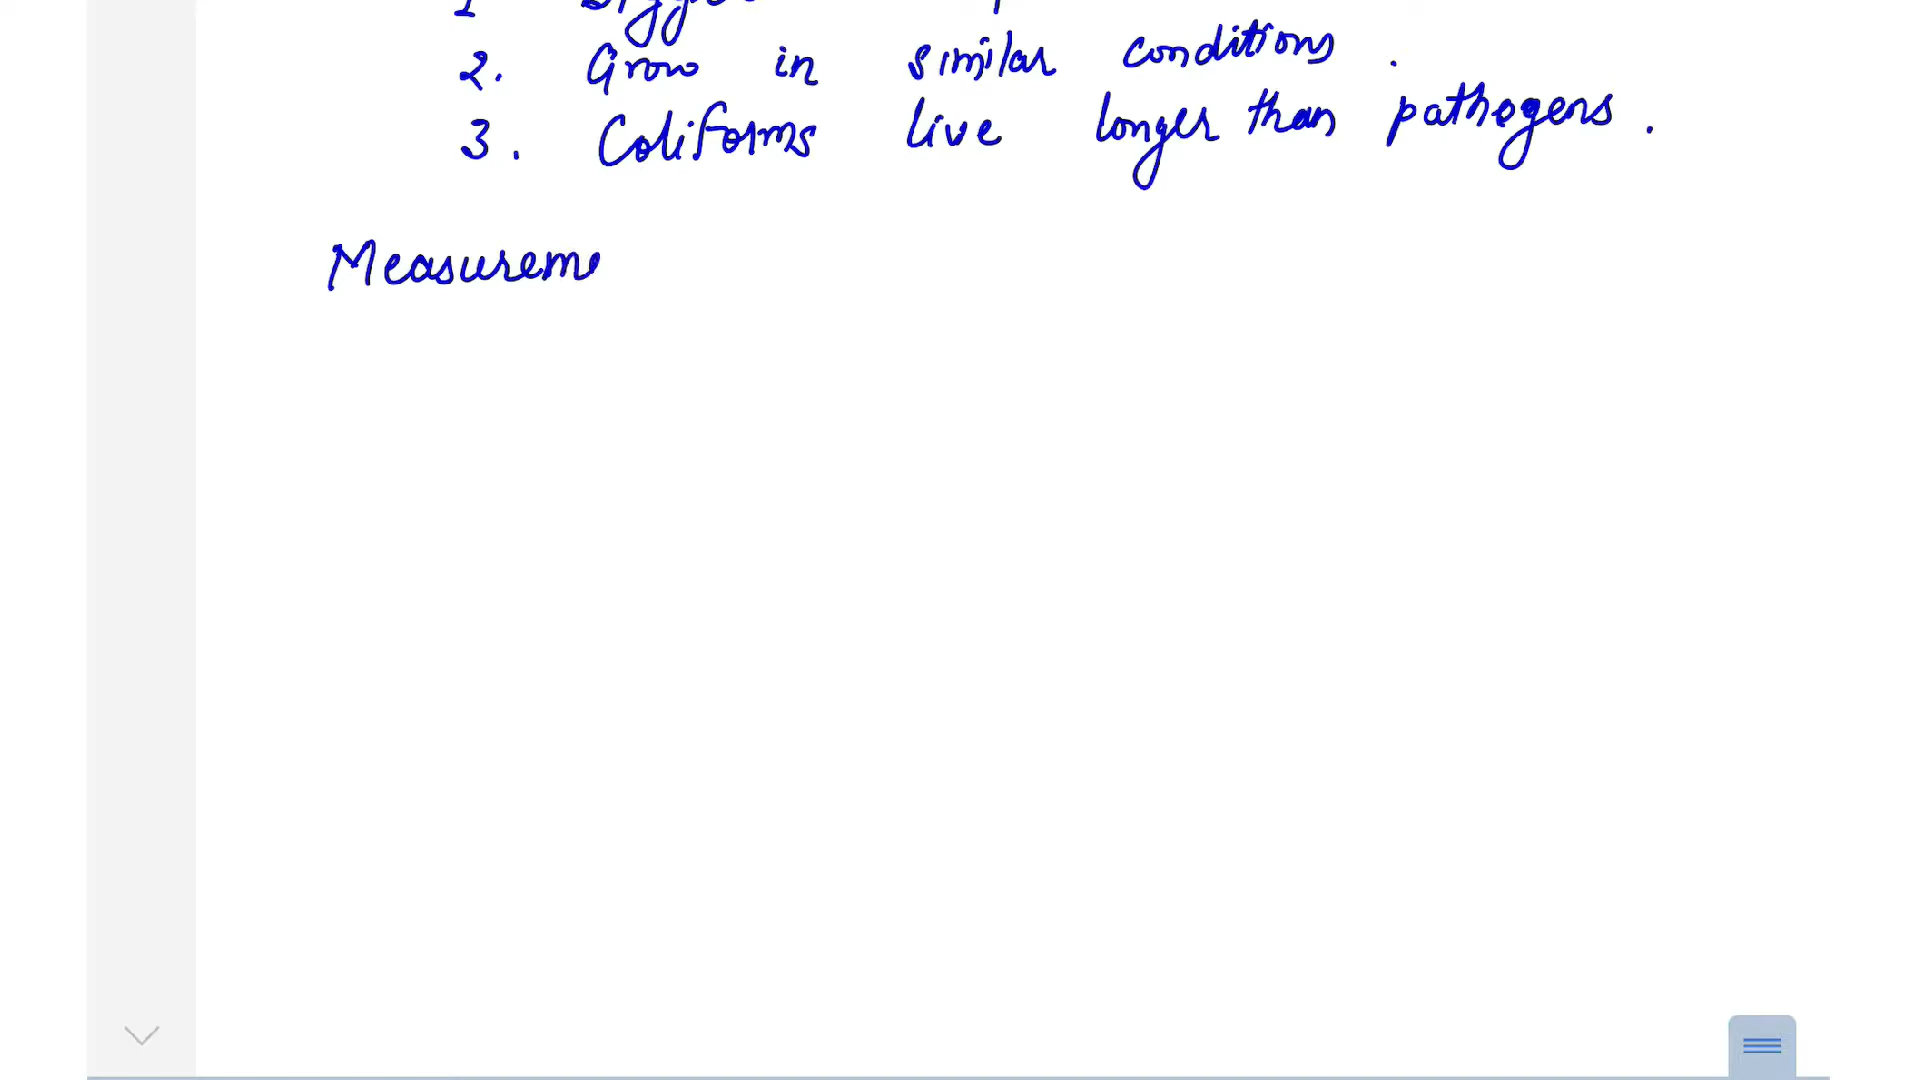 2. Grow in similar conditions.
3. Coliforms live longer than pathogens.
Measureme